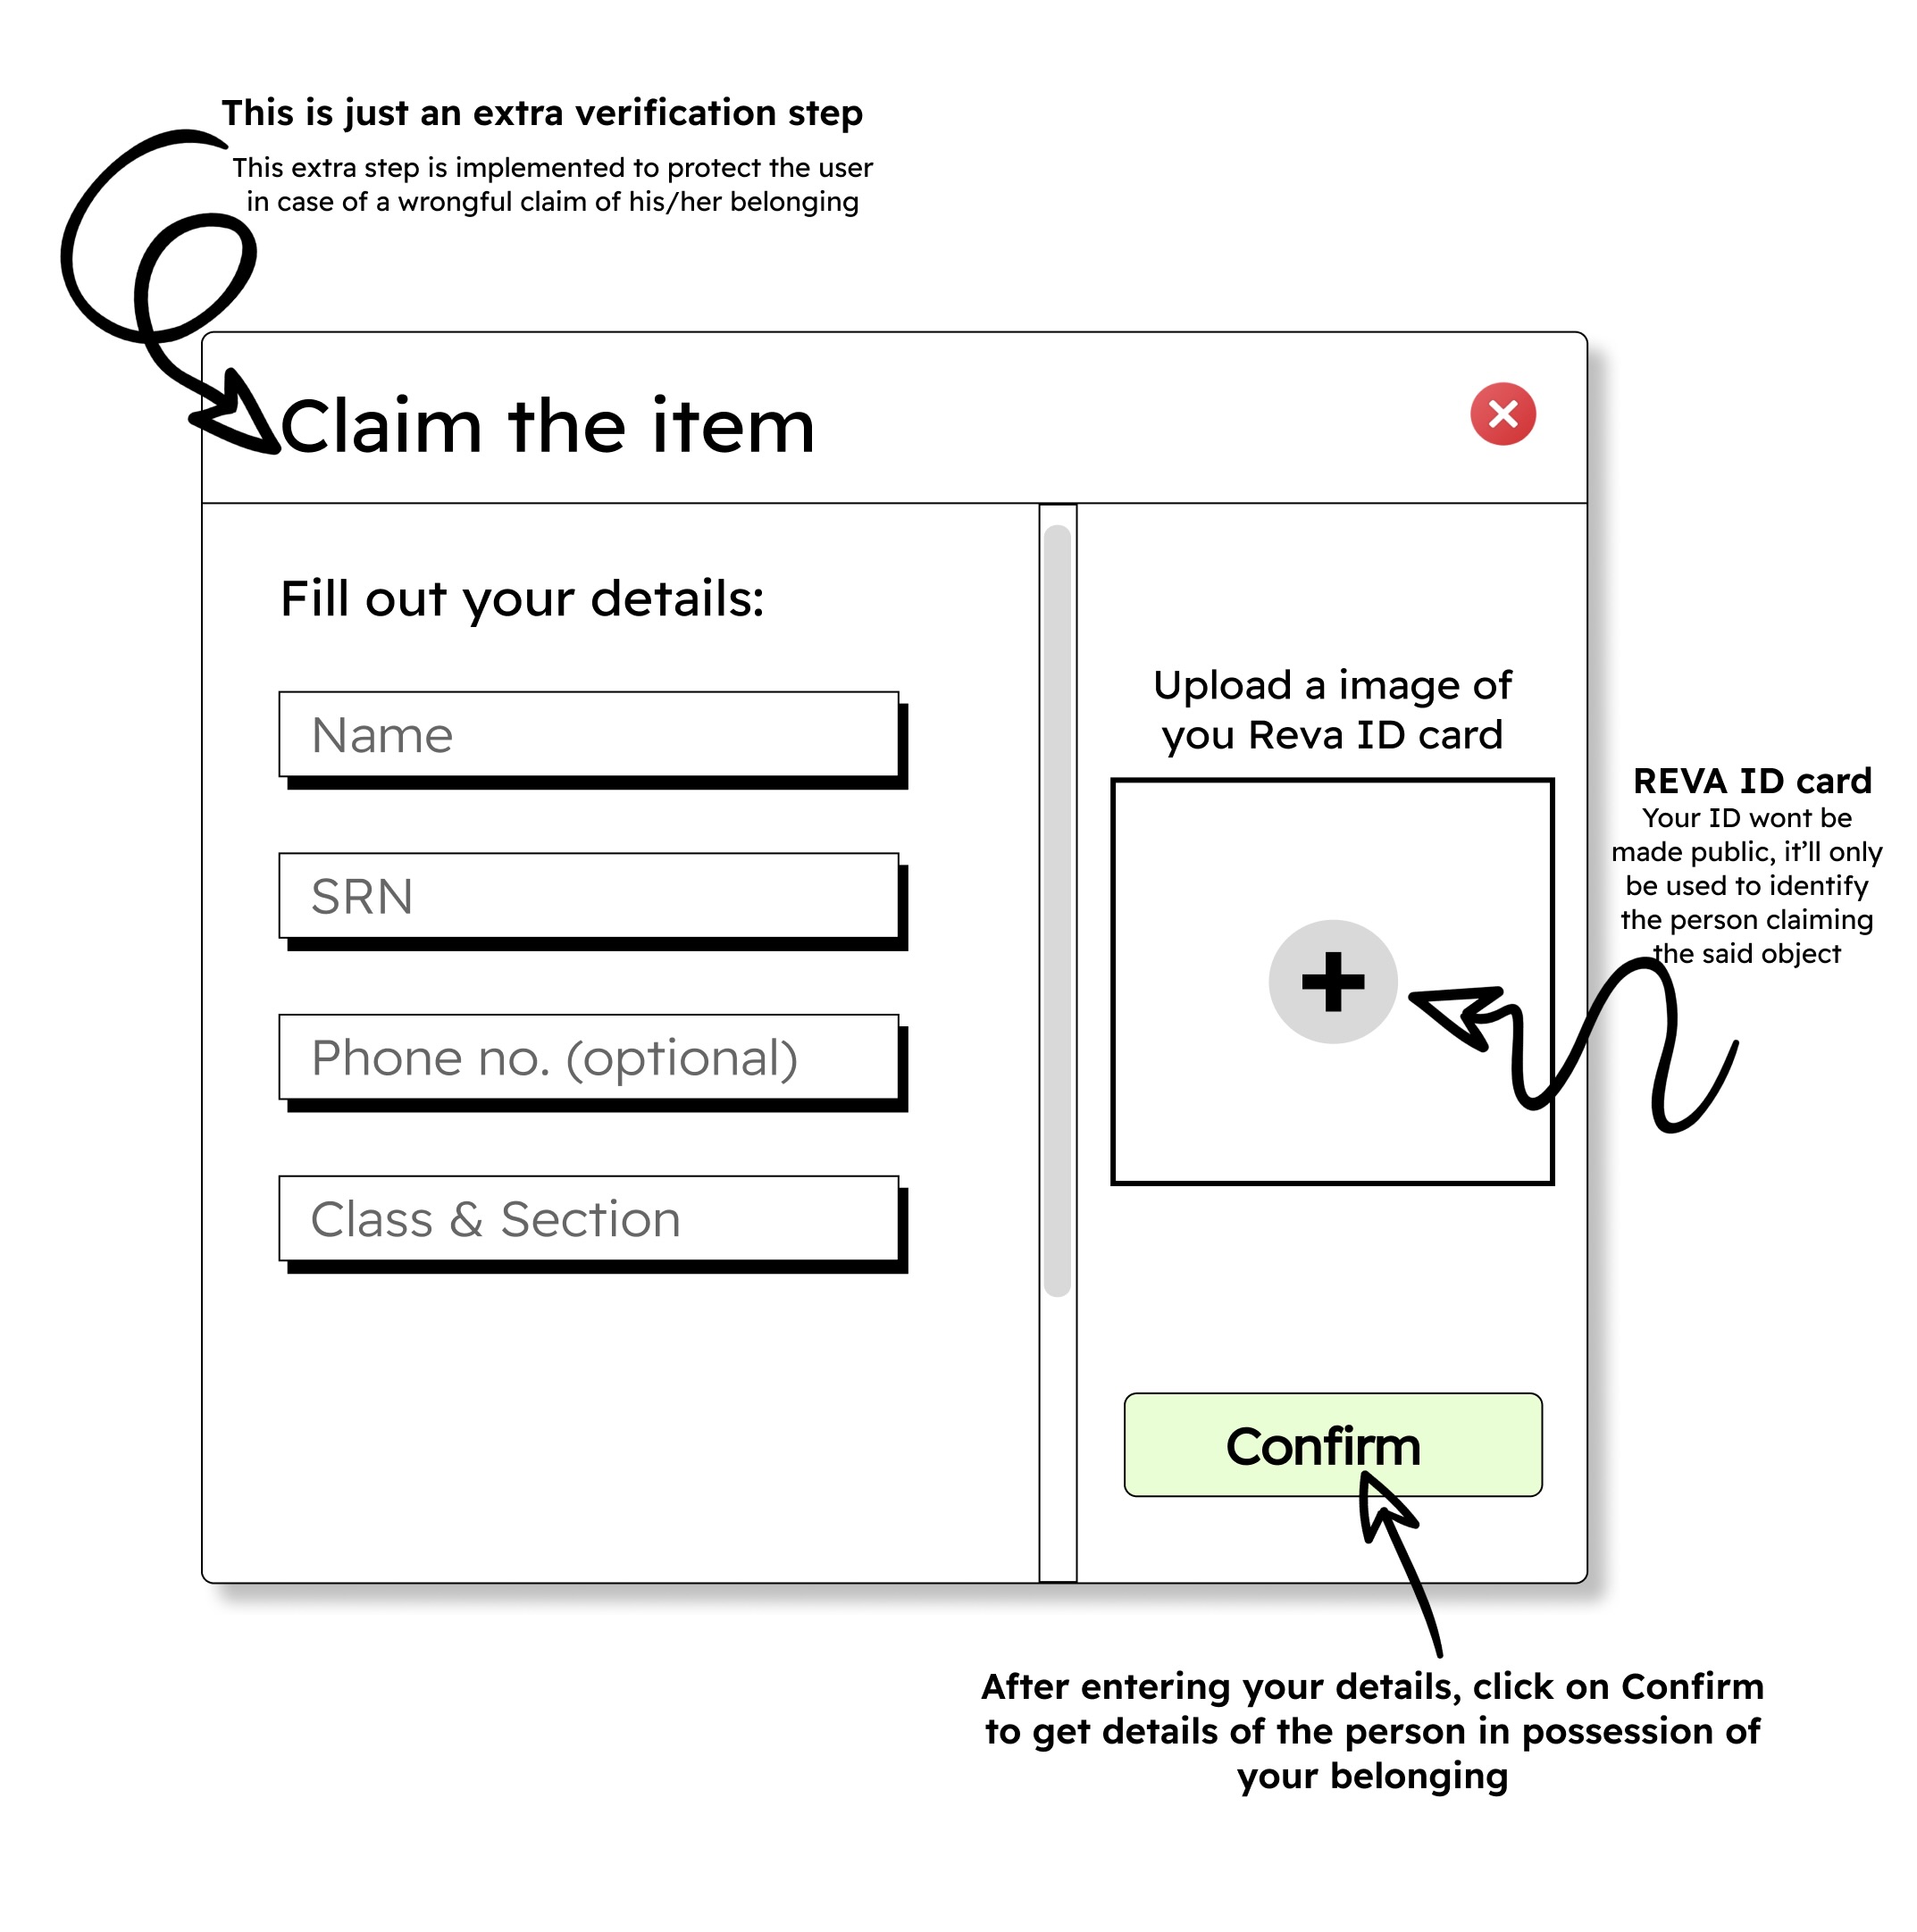 This is just an extra verification step
This extra step is implemented to protect the user
in case of a wrongful claim of his/her belonging
Claim the item
Fill out your details:
Name
SRN
Phone no. (optional)
Class & Section
Upload a image of
you Reva ID card
REVA ID card
Your ID wont be
made public, it’ll only
be used to identify
the person claiming
the said object
Confirm
After entering your details, click on Confirm
to get details of the person in possession of
your belonging